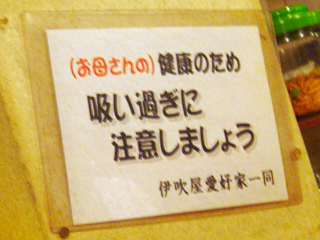 (お母さんの)健康のため
吸い過ぎに
注意しましょう
伊吹屋愛好家一同